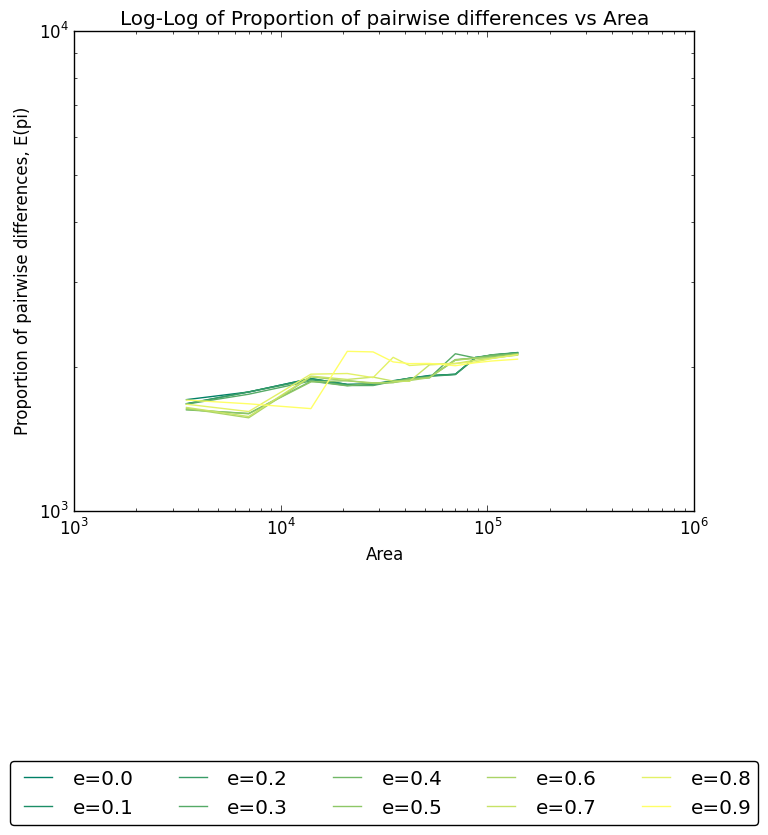 Log-Log of Proportion of pairwise differences vs Area
10^4
10^3
Proportion of pairwise differences, E(pi)
10^3 10^4 10^5 10^6
Area
e=0.0 e=0.2 e=0.4 e=0.6 e=0.8
e=0.1 e=0.3 e=0.5 e=0.7 e=0.9